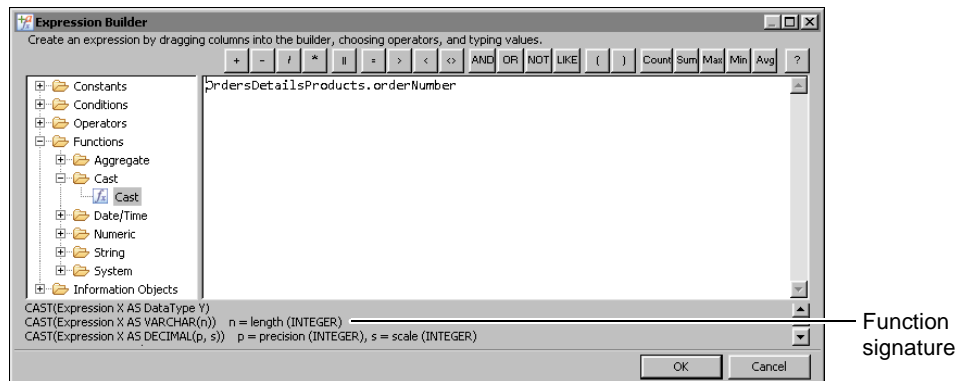 Expression Builder
Create an expression by dragging columns into the builder, choosing operators, and typing values.
+ - / * || = > < <> AND OR NOT LIKE ( ) Count Sum Max Min Avg ?
Constants
Conditions
Operators
Functions
Aggregate
Cast
fx Cast
Date/Time
Numeric
String
System
Information Objects
OrdersDetailsProducts.orderNumber
CAST(Expression X AS DataType Y)
CAST(Expression X AS VARCHAR(n)) n = length (INTEGER)
CAST(Expression X AS DECIMAL(p, s)) p = precision (INTEGER), s = scale (INTEGER)
Function
signature
OK Cancel